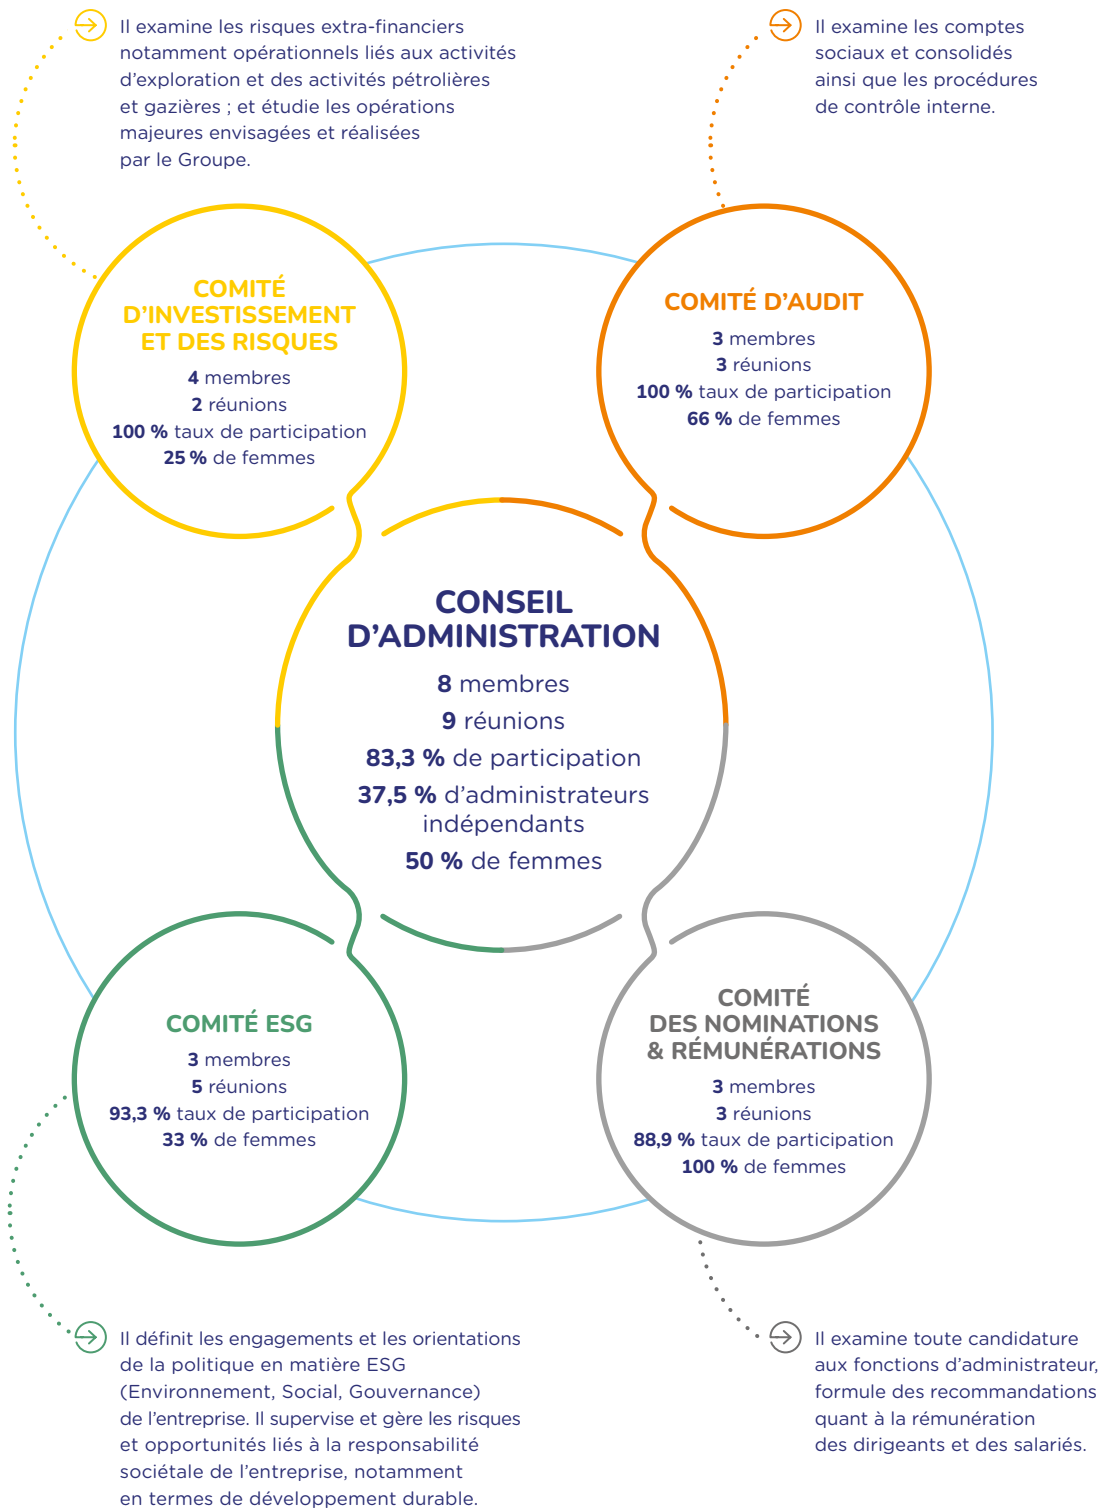 Il examine les risques extra-financiers
notamment opérationnels liés aux activités
d’exploration et des activités pétrolières
et gazières ; et étudie les opérations
majeures envisagées et réalisées
par le Groupe.
Il examine les comptes
sociaux et consolidés
ainsi que les procédures
de contrôle interne.
COMITÉ
D’INVESTISSEMENT
ET DES RISQUES
4 membres
2 réunions
100 % taux de participation
25 % de femmes
COMITÉ D’AUDIT
3 membres
3 réunions
100 % taux de participation
66 % de femmes
CONSEIL
D’ADMINISTRATION
8 membres
9 réunions
83,3 % de participation
37,5 % d’administrateurs
indépendants
50 % de femmes
COMITÉ ESG
3 membres
5 réunions
93,3 % taux de participation
33 % de femmes
COMITÉ
DES NOMINATIONS
& RÉMUNÉRATIONS
3 membres
3 réunions
88,9 % taux de participation
100 % de femmes
Il définit les engagements et les orientations
de la politique en matière ESG
(Environnement, Social, Gouvernance)
de l’entreprise. Il supervise et gère les risques
et opportunités liés à la responsabilité
sociétale de l’entreprise, notamment
en termes de développement durable.
Il examine toute candidature
aux fonctions d’administrateur,
formule des recommandations
quant à la rémunération
des dirigeants et des salariés.